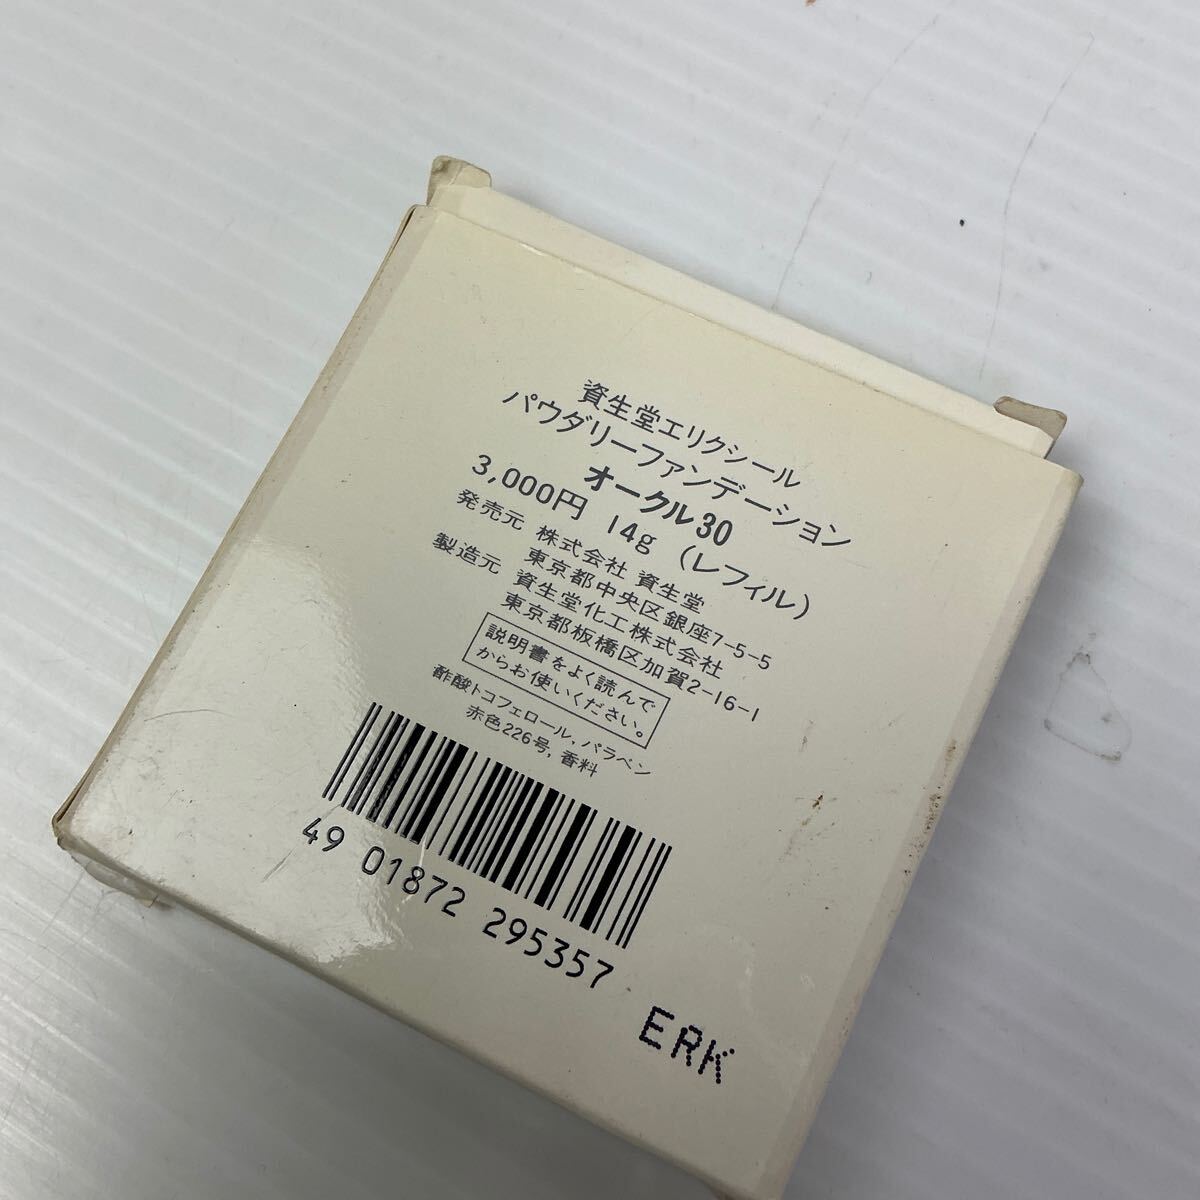 資生堂エリクシール
パウダリーファンデーション
オークル30
3,000円 14g (レフィル)
発売元 株式会社 資生堂
東京都中央区銀座7-5-5
製造元 資生堂化工株式会社
東京都板橋区加賀2-16-1
説明書をよく読んで
からお使いください。
酢酸トコフェロール, パラベン
赤色226号, 香料
49 01872 295357
ERK